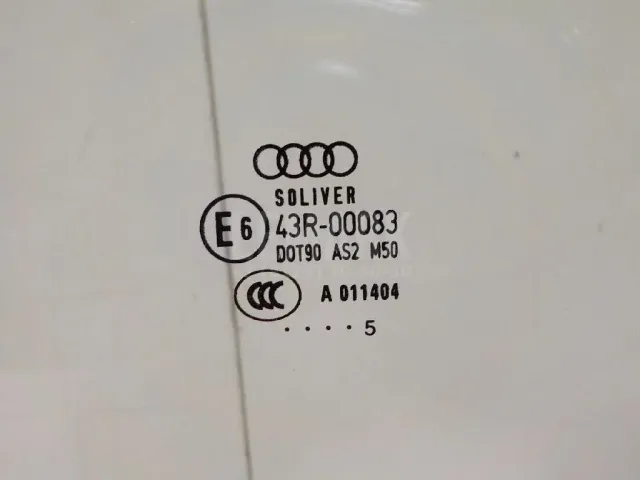 SOLIVER
E6 43R-00083
DOT90 AS2 M50
CCC A 011404
. . . . 5